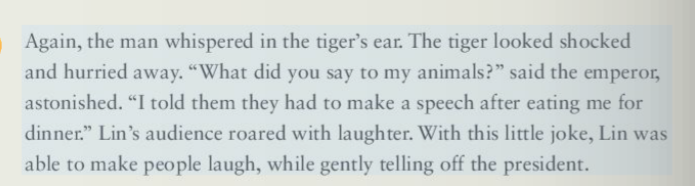 Again, the man whispered in the tiger’s ear. The tiger looked shocked
and hurried away. “What did you say to my animals?” said the emperor,
astonished. “I told them they had to make a speech after eating me for
dinner.” Lin’s audience roared with laughter. With this little joke, Lin was
able to make people laugh, while gently telling off the president.